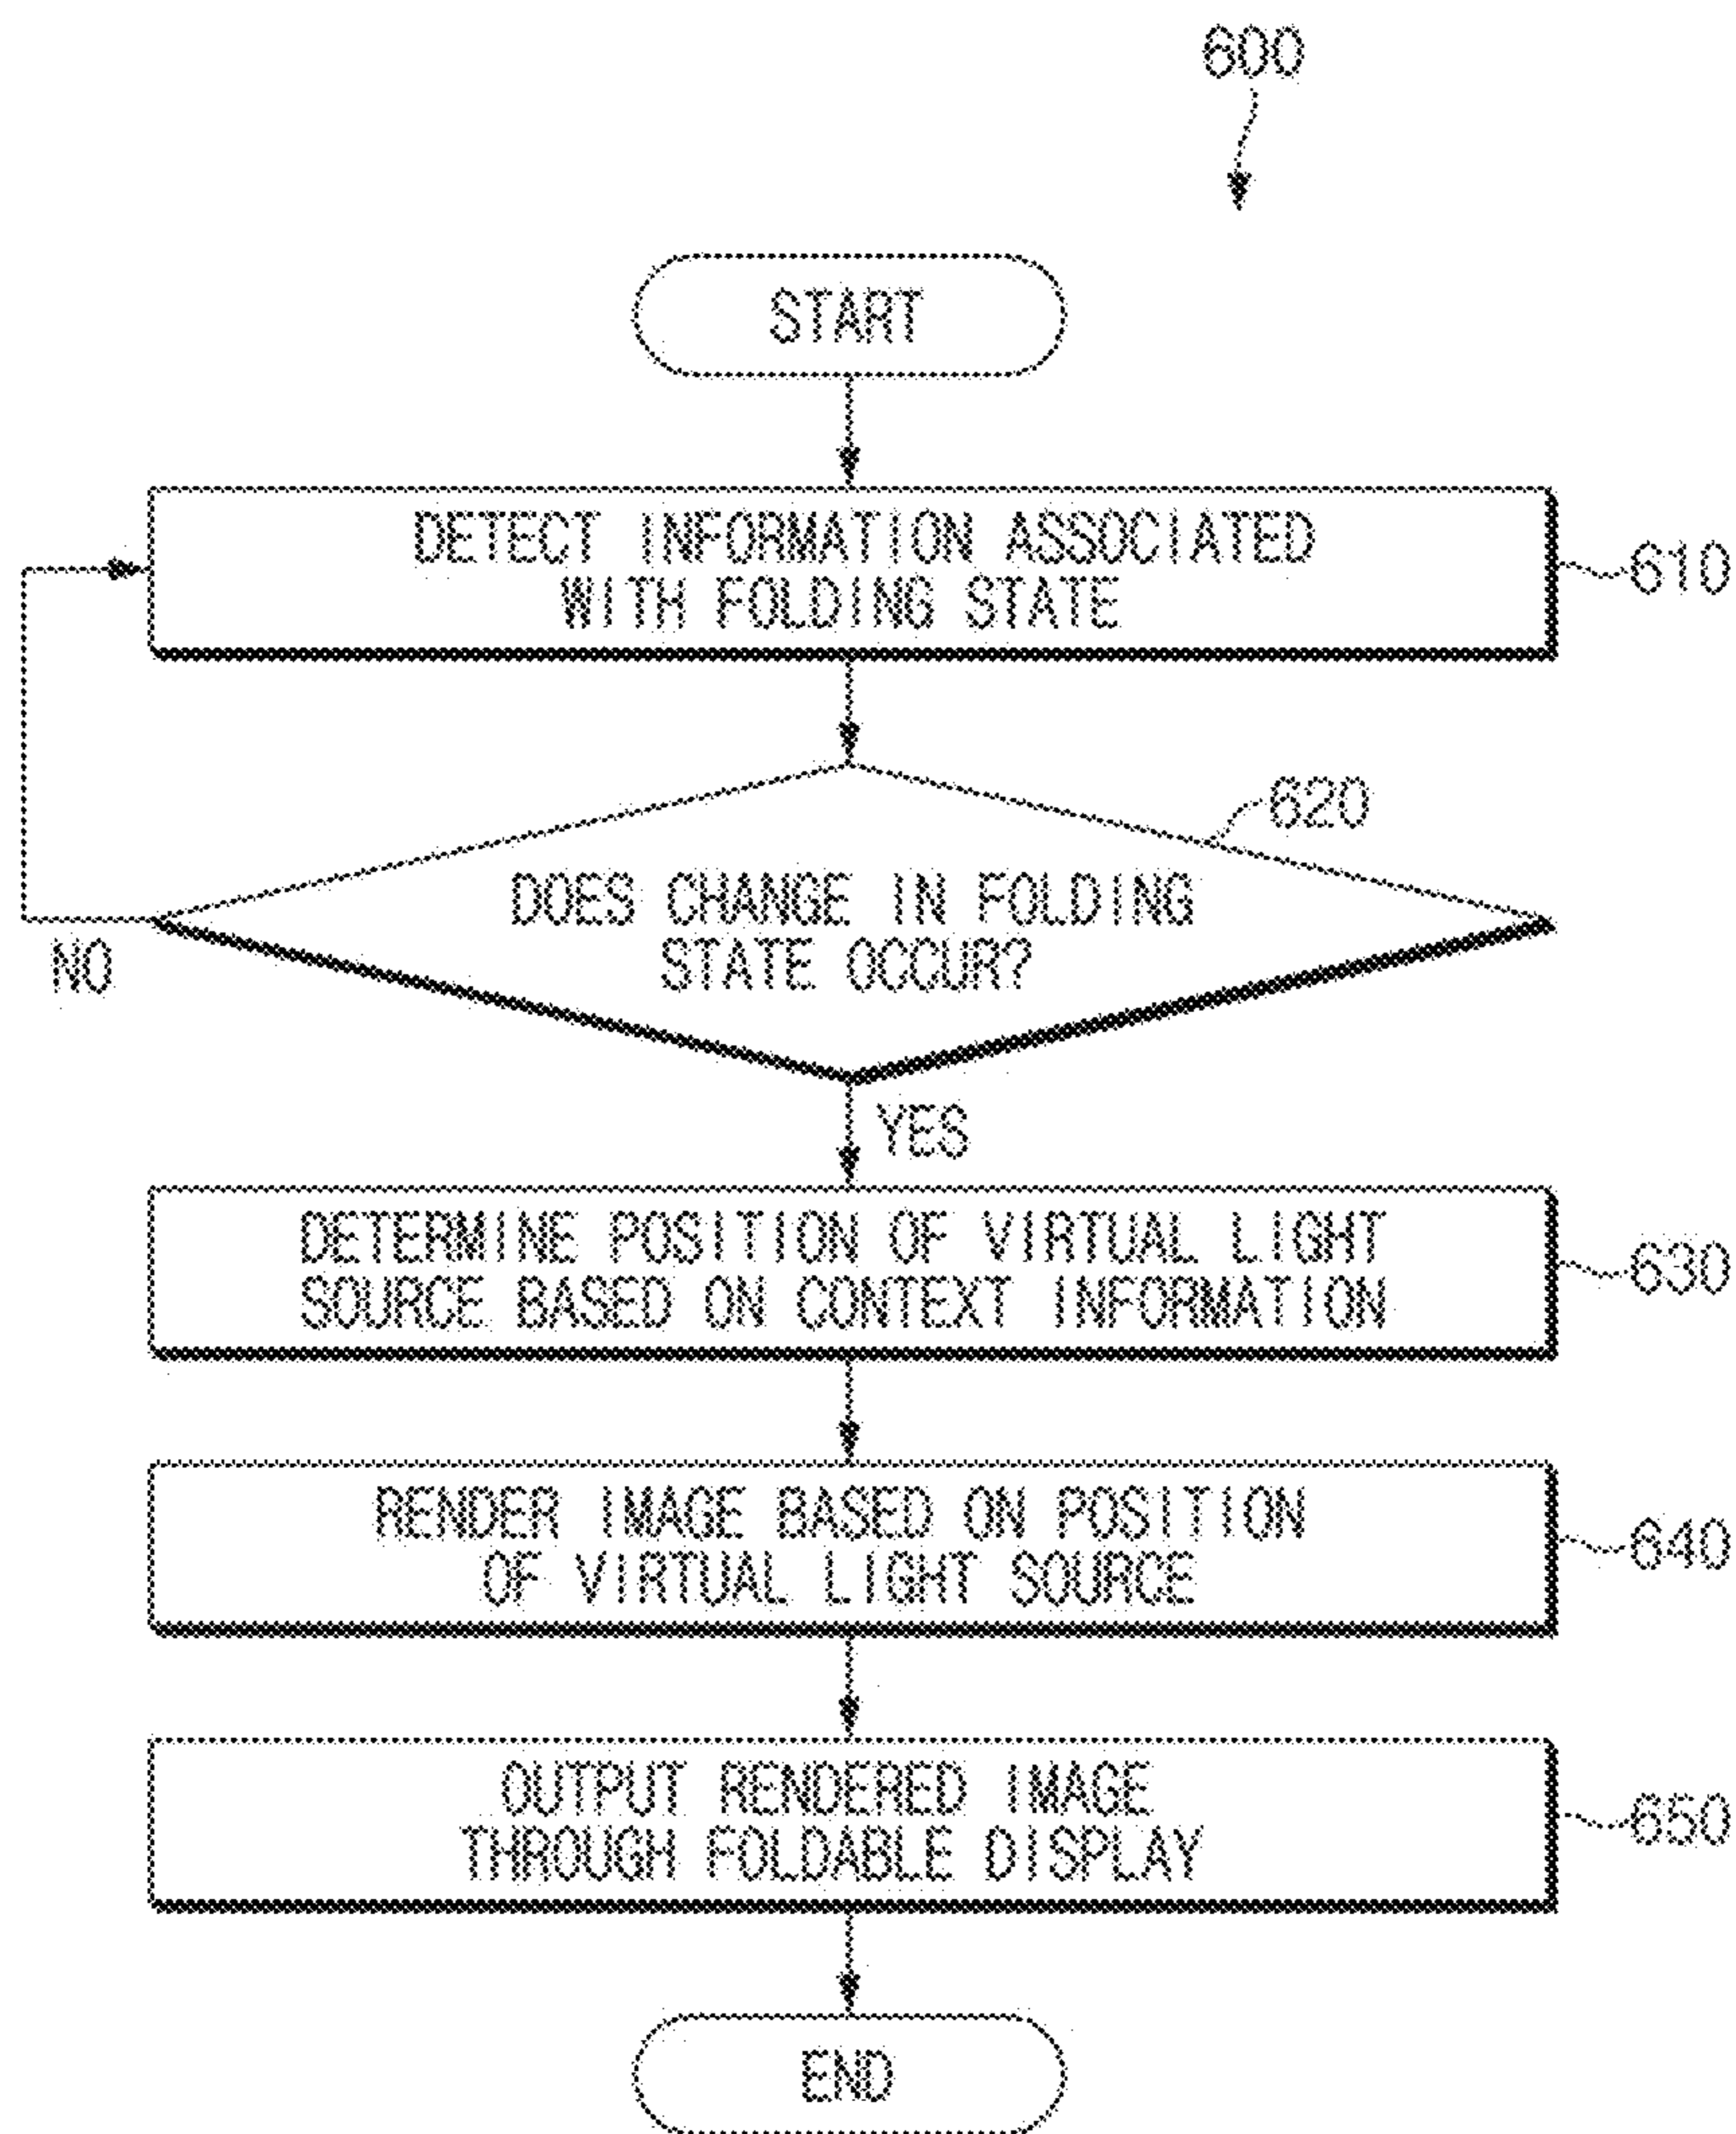 600
START
DETECT INFORMATION ASSOCIATED
WITH FOLDING STATE
610
620
DOES CHANGE IN FOLDING
STATE OCCUR?
NO
YES
DETERMINE POSITION OF VIRTUAL LIGHT
SOURCE BASED ON CONTEXT INFORMATION
630
RENDER IMAGE BASED ON POSITION
OF VIRTUAL LIGHT SOURCE
640
OUTPUT RENDERED IMAGE
THROUGH FOLDABLE DISPLAY
650
END